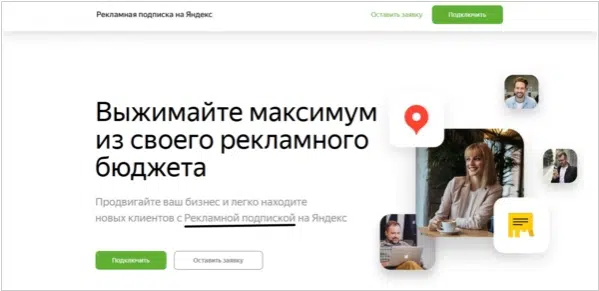 Рекламная подписка на Яндекс
Оставить заявку
Подключить
Выжимайте максимум
из своего рекламного
бюджета
Продвигайте ваш бизнес и легко находите
новых клиентов с Рекламной подпиской на Яндекс
Подключить
Оставить заявку